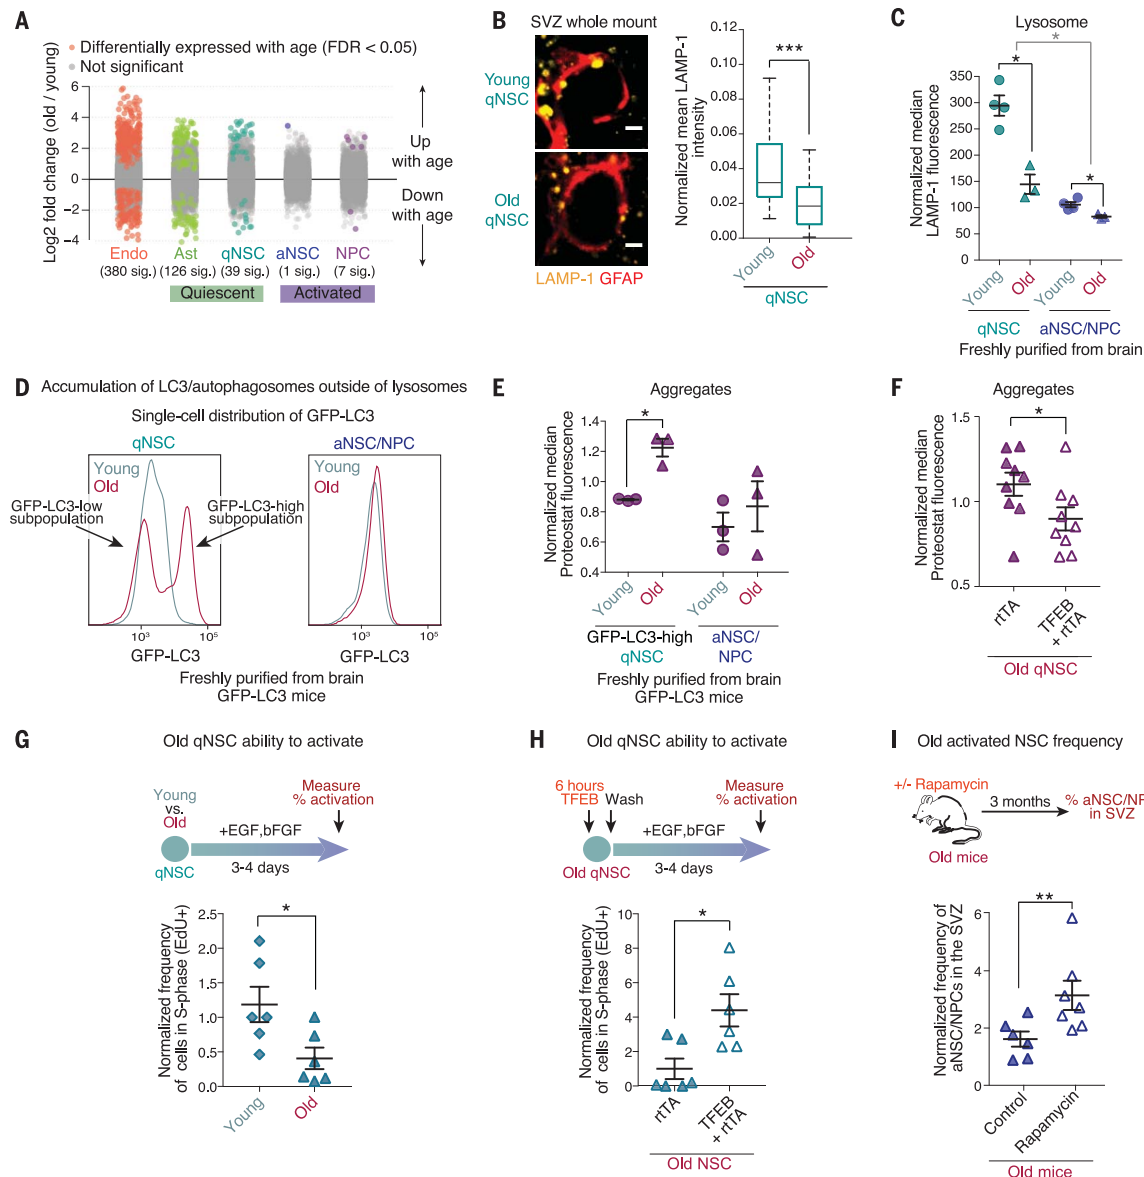 A
Differentially expressed with age (FDR < 0.05)
Not significant
Log2 fold change (old / young)
6
4
2
0
−2
−4
Up
with age
Down
with age
Endo
Ast
qNSC
aNSC
NPC
(380 sig.)
(126 sig.)
(39 sig.)
(1 sig.)
(7 sig.)
Quiescent
Activated
B
SVZ whole mount
Young
qNSC
Old
qNSC
LAMP-1 GFAP
Normalized mean LAMP-1
intensity
0.12
0.10
0.08
0.06
0.04
0.02
0.00
***
Young
Old
qNSC
C
Lysosome
Normalized median
LAMP-1 fluorescence
350
300
250
200
150
100
50
0
*
*
*
Young
Old
Young
Old
qNSC
aNSC/NPC
Freshly purified from brain
D
Accumulation of LC3/autophagosomes outside of lysosomes
Single-cell distribution of GFP-LC3
qNSC
aNSC/NPC
Young
Old
GFP-LC3-low
subpopulation
GFP-LC3-high
subpopulation
Young
Old
10³
10⁵
10³
10⁵
GFP-LC3
GFP-LC3
Freshly purified from brain
GFP-LC3 mice
E
Aggregates
Normalized median
Proteostat fluorescence
1.4
1.2
1.0
0.8
0.6
0.4
*
Young
Old
Young
Old
GFP-LC3-high
qNSC
aNSC/
NPC
Freshly purified from brain
GFP-LC3 mice
F
Aggregates
Normalized median
Proteostat fluorescence
1.5
1.0
0.5
*
rtTA
TFEB
+ rtTA
Old qNSC
G
Old qNSC ability to activate
Young
vs.
Old
qNSC
+EGF,bFGF
3-4 days
Measure
% activation
Normalized frequency
of cells in S-phase (EdU+)
2.5
2.0
1.5
1.0
0.5
0.0
*
Young
Old
H
Old qNSC ability to activate
6 hours
TFEB
Wash
Measure
% activation
+EGF,bFGF
Old qNSC
3-4 days
Normalized frequency
of cells in S-phase (EdU+)
10
8
6
4
2
0
*
rtTA
TFEB
+ rtTA
Old NSC
I
Old activated NSC frequency
+/- Rapamycin
3 months
% aNSC/NP
in SVZ
Old mice
Normalized frequency of
aNSC/NPCs in the SVZ
6
4
2
0
**
Control
Rapamycin
Old mice